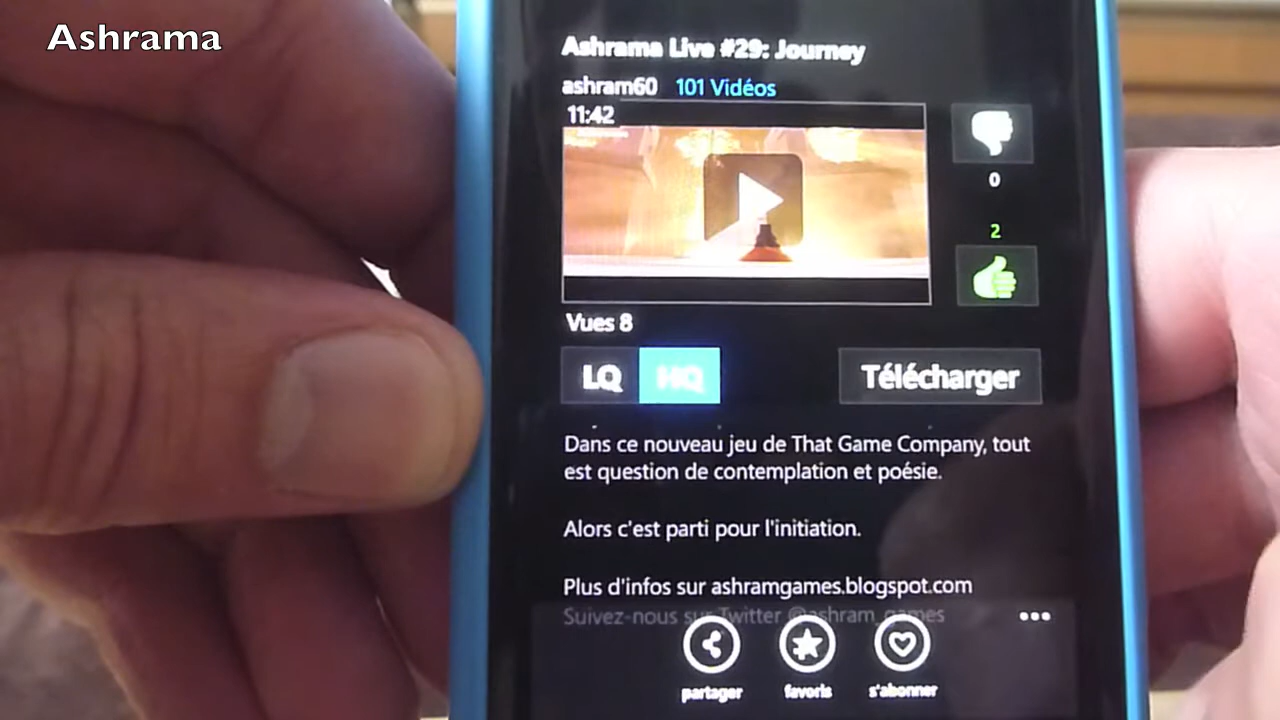 Ashrama
Ashrama Live #29: Journey
ashram60 101 Vidéos
11:42
0
2
Vues 8
LQ HQ Télécharger
Dans ce nouveau jeu de That Game Company, tout
est question de contemplation et poésie.
Alors c'est parti pour l'initiation.
Plus d'infos sur ashramgames.blogspot.com
Suivez-nous sur Twitter @ashram_games
partager favoris s'abonner